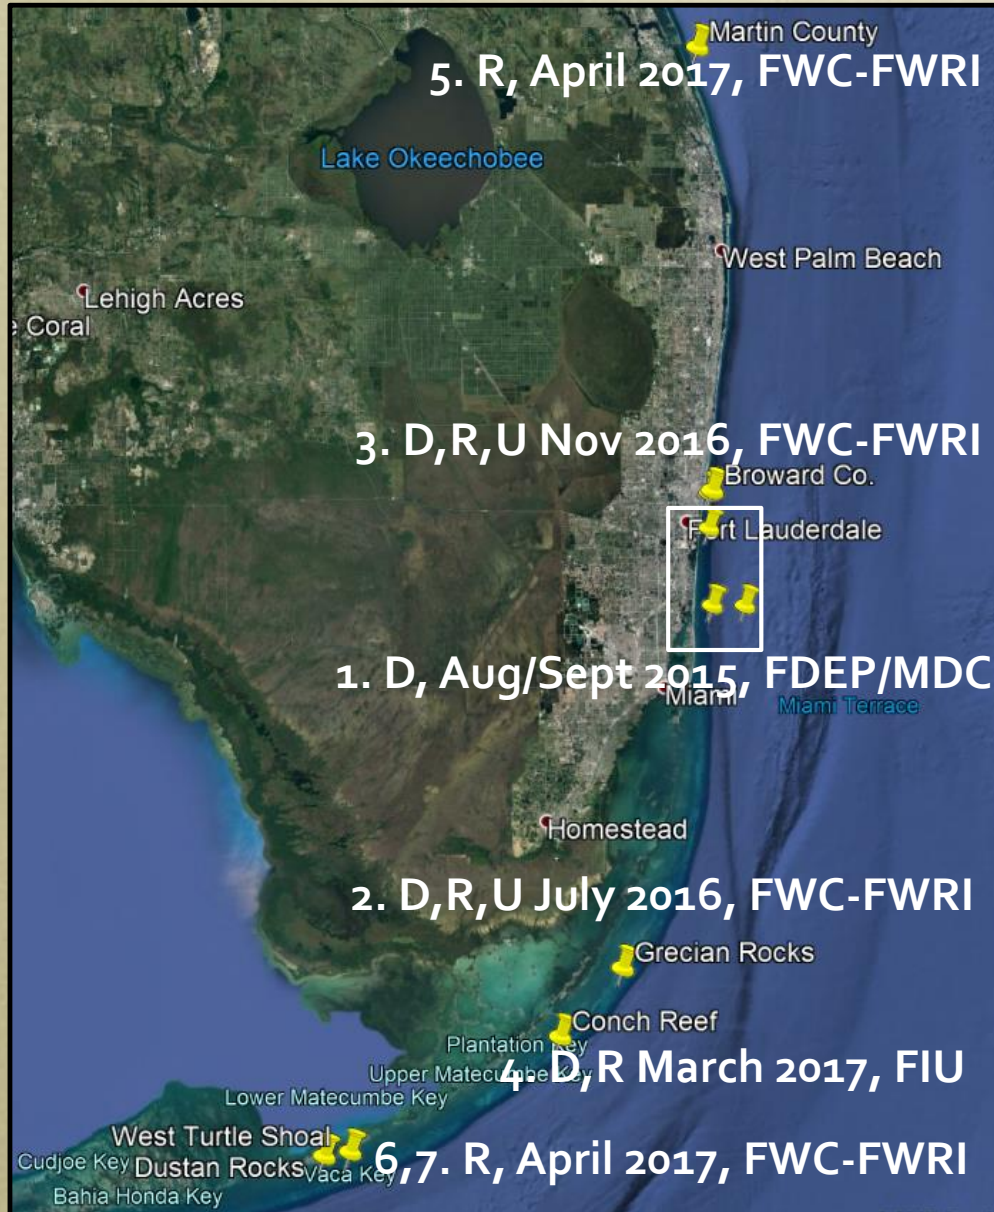 Martin County
5. R, April 2017, FWC-FWRI
Lake Okeechobee
West Palm Beach
Lehigh Acres
e Coral
3. D,R,U Nov 2016, FWC-FWRI
Broward Co.
Fort Lauderdale
1. D, Aug/Sept 2015, FDEP/MDC
Miami
Miami Terrace
Homestead
2. D,R,U July 2016, FWC-FWRI
Grecian Rocks
Conch Reef
Plantation Key
Upper Matecumbe Key
4. D,R March 2017, FIU
Lower Matecumbe Key
West Turtle Shoal
6,7. R, April 2017, FWC-FWRI
Cudjoe Key
Dustan Rocks
Vaca Key
Bahia Honda Key